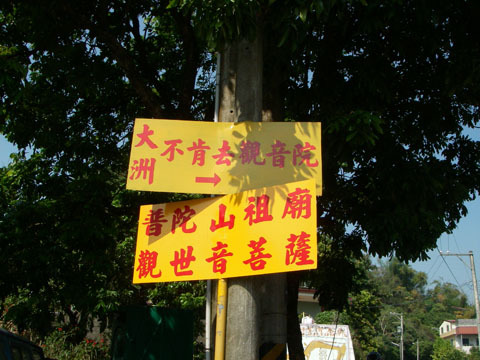 大洲不肯去觀音院
→
普陀山祖廟
觀世音菩薩